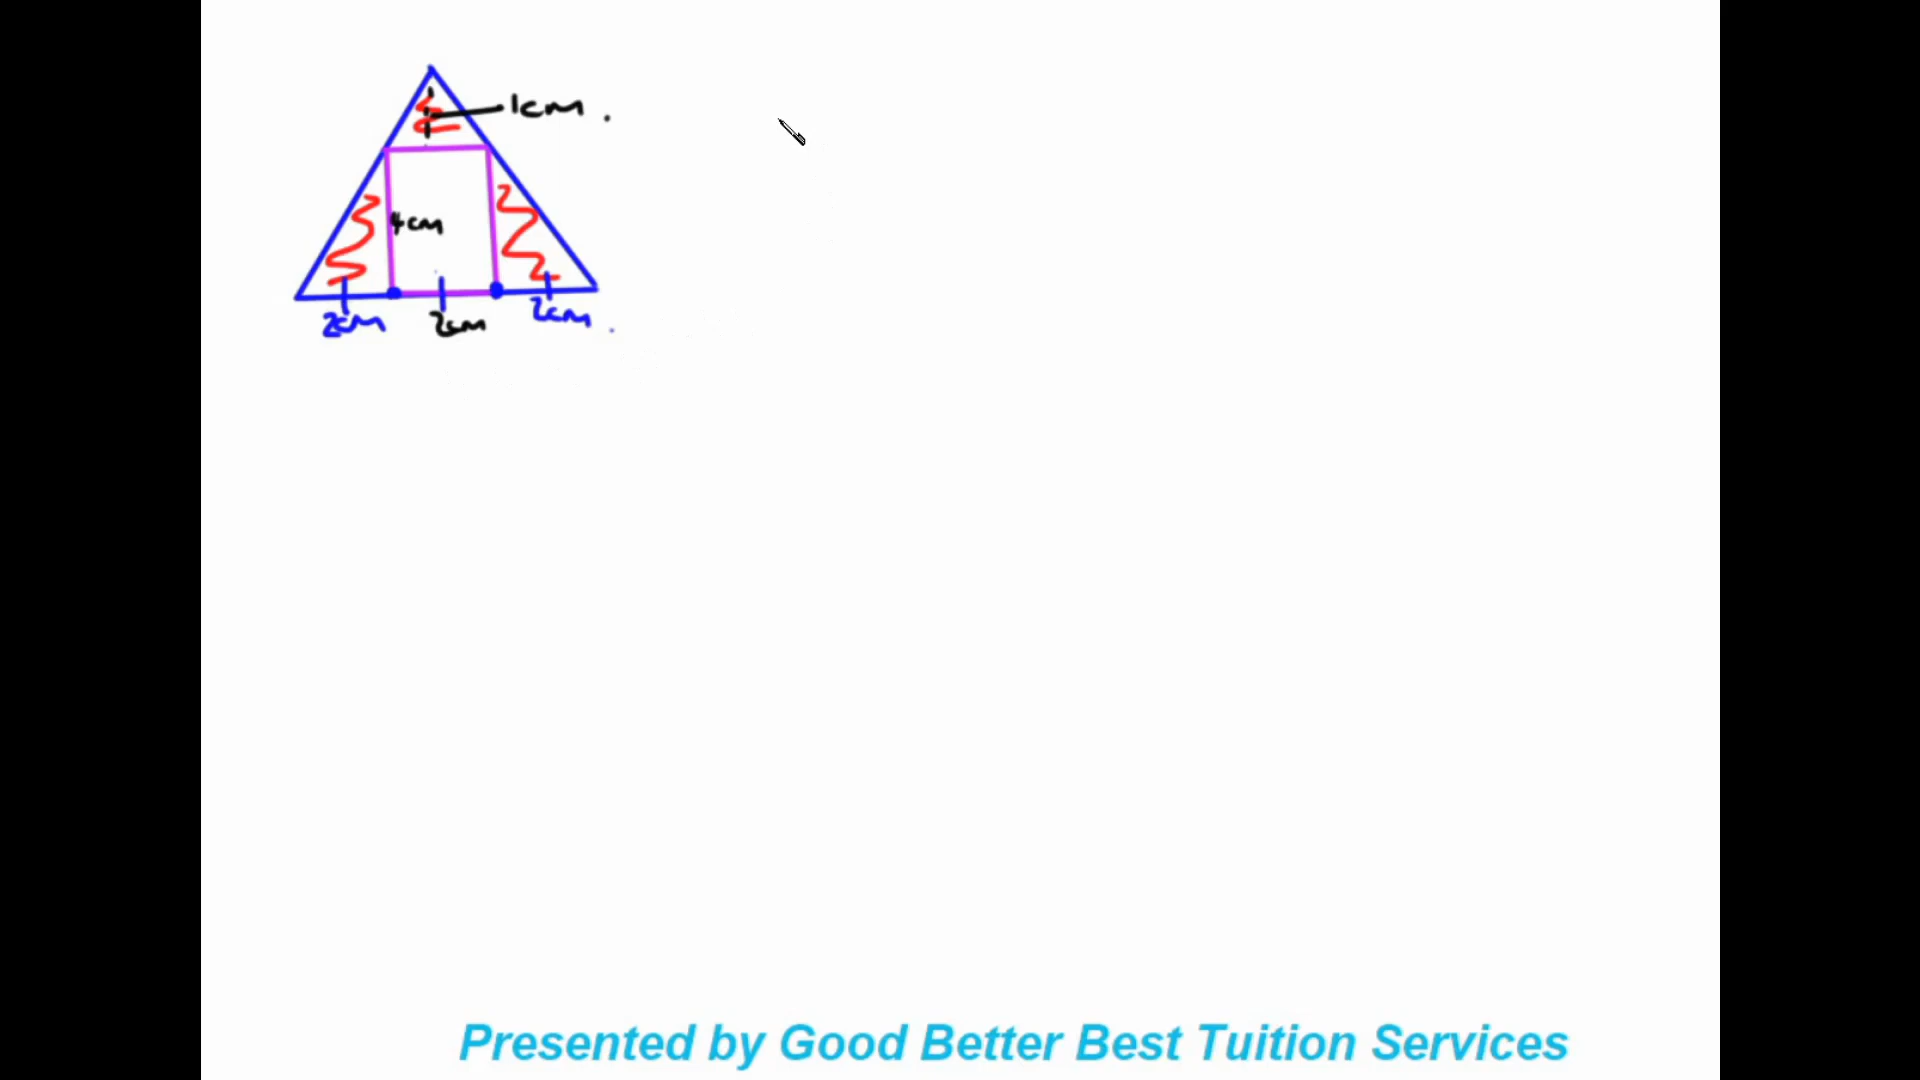 1cm.
4cm
2cm 2cm 2cm.
Presented by Good Better Best Tuition Services